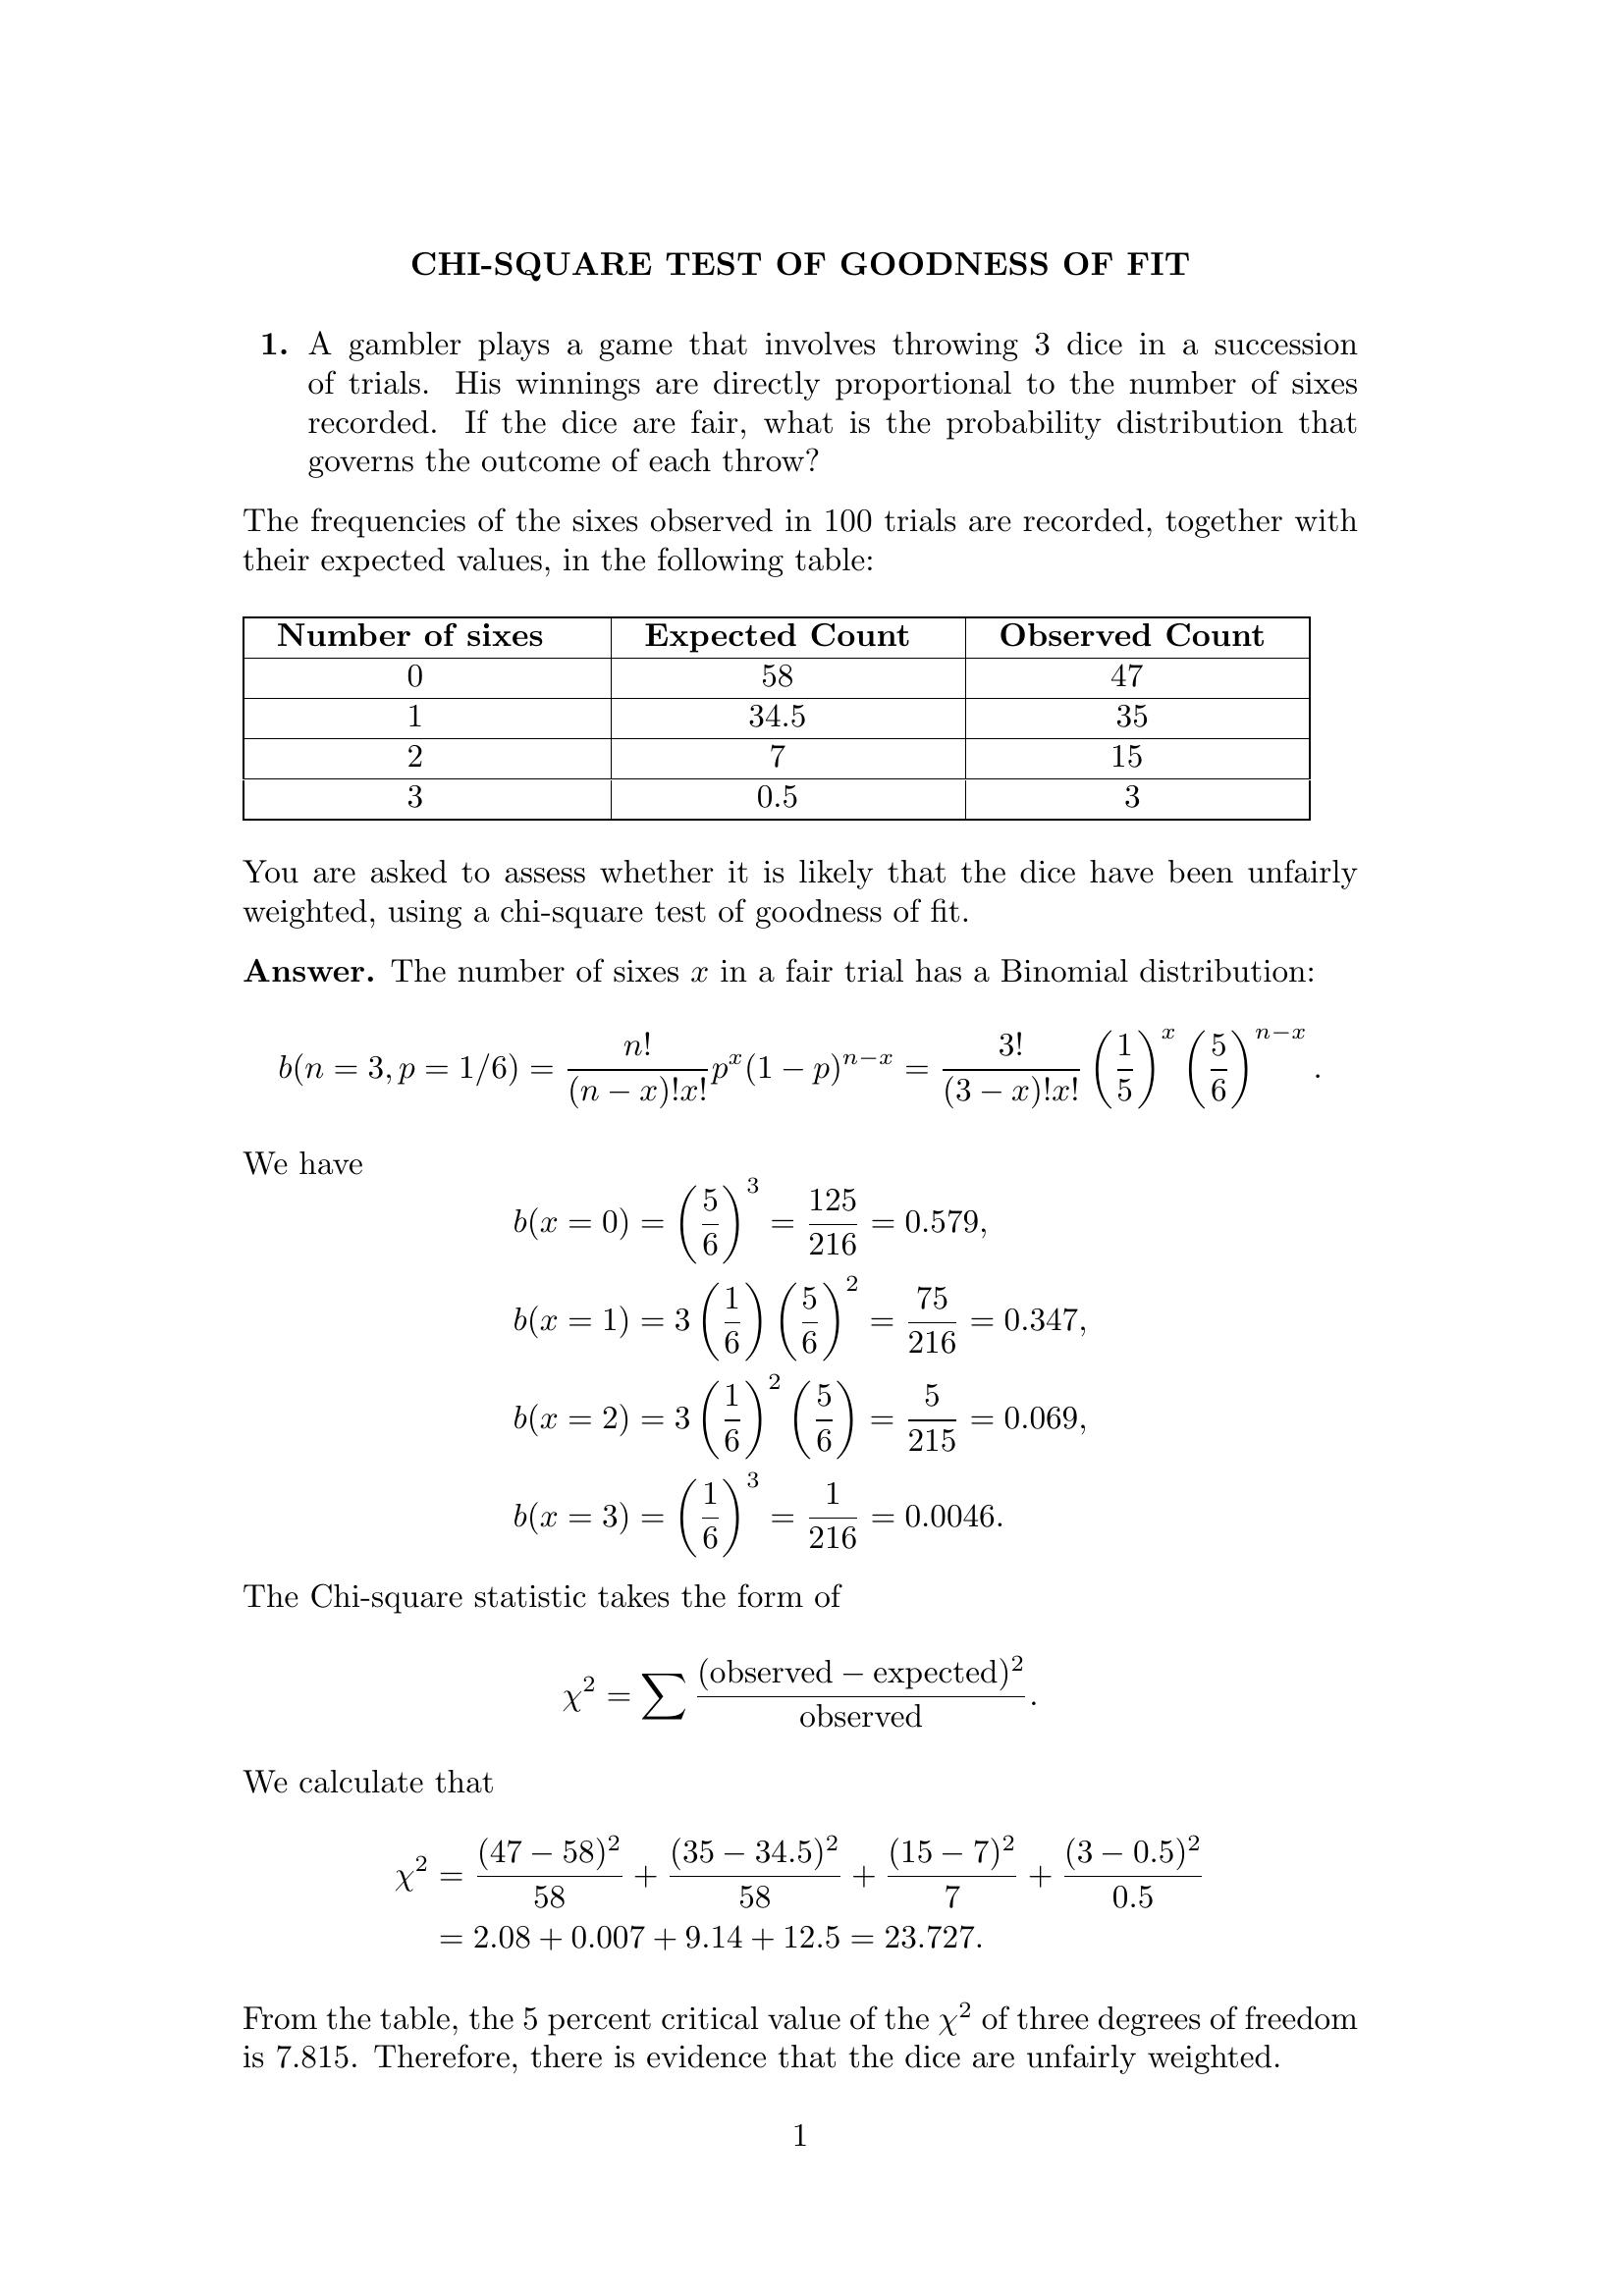 CHI-SQUARE TEST OF GOODNESS OF FIT
1. A gambler plays a game that involves throwing 3 dice in a succession
of trials. His winnings are directly proportional to the number of sixes
recorded. If the dice are fair, what is the probability distribution that
governs the outcome of each throw?
The frequencies of the sixes observed in 100 trials are recorded, together with
their expected values, in the following table:
Number of sixes Expected Count Observed Count
0 58 47
1 34.5 35
2 7 15
3 0.5 3
You are asked to assess whether it is likely that the dice have been unfairly
weighted, using a chi-square test of goodness of fit.
Answer. The number of sixes x in a fair trial has a Binomial distribution:
b(n = 3, p = 1/6) = \frac{n!}{(n − x)!x!} p^x (1 − p)^{n−x} = \frac{3!}{(3 − x)!x!} \left(\frac{1}{5}\right)^x \left(\frac{5}{6}\right)^{n−x}.
We have
b(x = 0) = \left(\frac{5}{6}\right)^3 = \frac{125}{216} = 0.579,
b(x = 1) = 3 \left(\frac{1}{6}\right) \left(\frac{5}{6}\right)^2 = \frac{75}{216} = 0.347,
b(x = 2) = 3 \left(\frac{1}{6}\right)^2 \left(\frac{5}{6}\right) = \frac{5}{215} = 0.069,
b(x = 3) = \left(\frac{1}{6}\right)^3 = \frac{1}{216} = 0.0046.
The Chi-square statistic takes the form of
χ^2 = ∑ \frac{(observed − expected)^2}{observed}.
We calculate that
χ^2 = \frac{(47 − 58)^2}{58} + \frac{(35 − 34.5)^2}{58} + \frac{(15 − 7)^2}{7} + \frac{(3 − 0.5)^2}{0.5}
= 2.08 + 0.007 + 9.14 + 12.5 = 23.727.
From the table, the 5 percent critical value of the χ^2 of three degrees of freedom
is 7.815. Therefore, there is evidence that the dice are unfairly weighted.
1